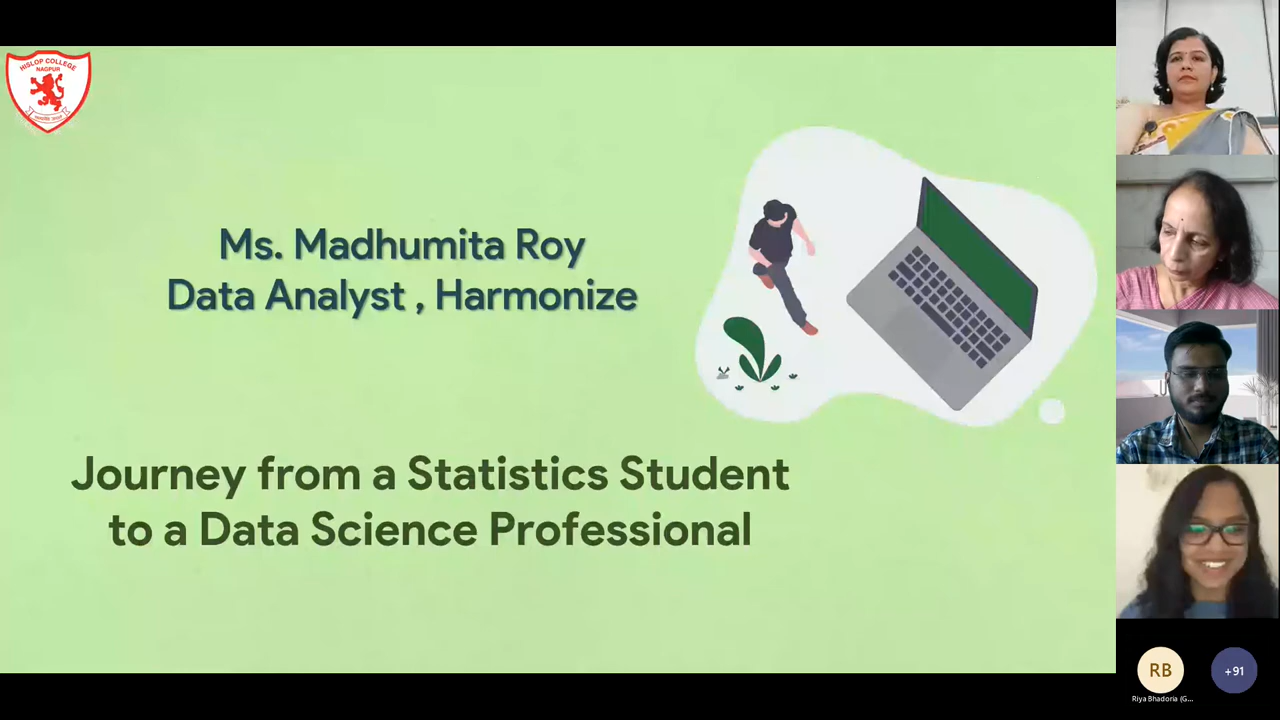 HISLOP COLLEGE
NAGPUR
Ms. Madhumita Roy
Data Analyst , Harmonize
Journey from a Statistics Student
to a Data Science Professional
RB
+91
Riya Bhadoria (G...